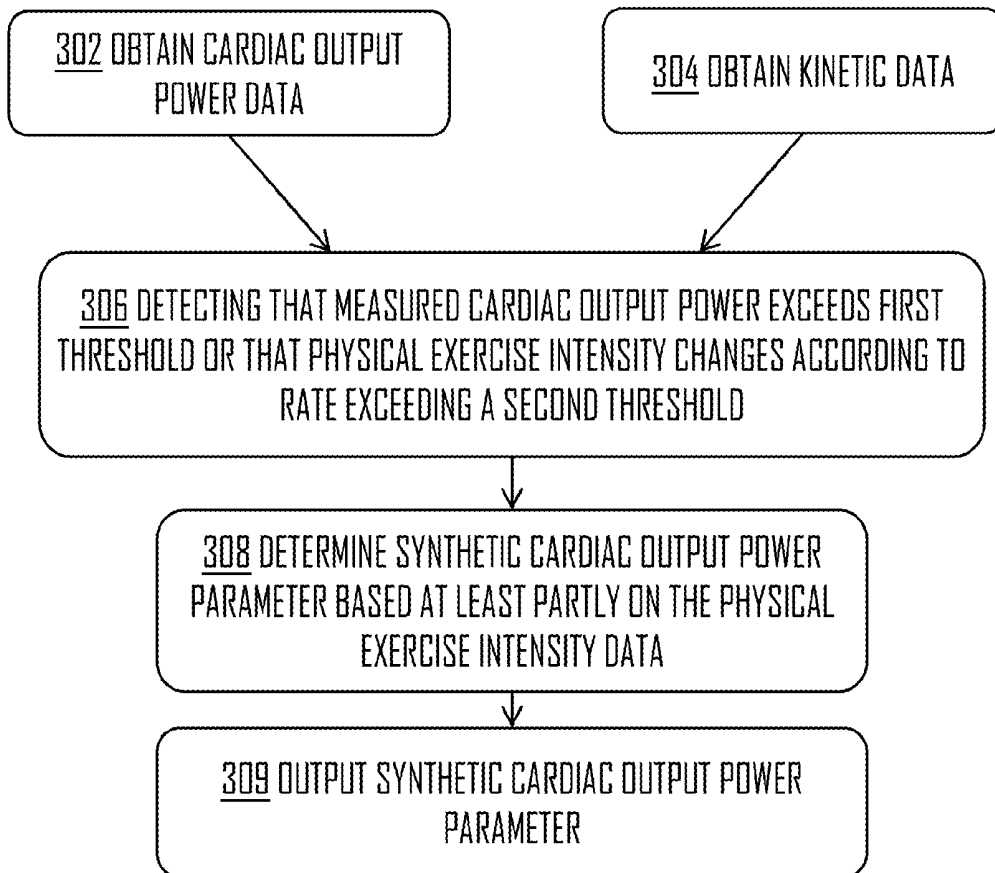 302 OBTAIN CARDIAC OUTPUT
POWER DATA
304 OBTAIN KINETIC DATA
306 DETECTING THAT MEASURED CARDIAC OUTPUT POWER EXCEEDS FIRST
THRESHOLD OR THAT PHYSICAL EXERCISE INTENSITY CHANGES ACCORDING TO
RATE EXCEEDING A SECOND THRESHOLD
308 DETERMINE SYNTHETIC CARDIAC OUTPUT POWER
PARAMETER BASED AT LEAST PARTLY ON THE PHYSICAL
EXERCISE INTENSITY DATA
309 OUTPUT SYNTHETIC CARDIAC OUTPUT POWER
PARAMETER